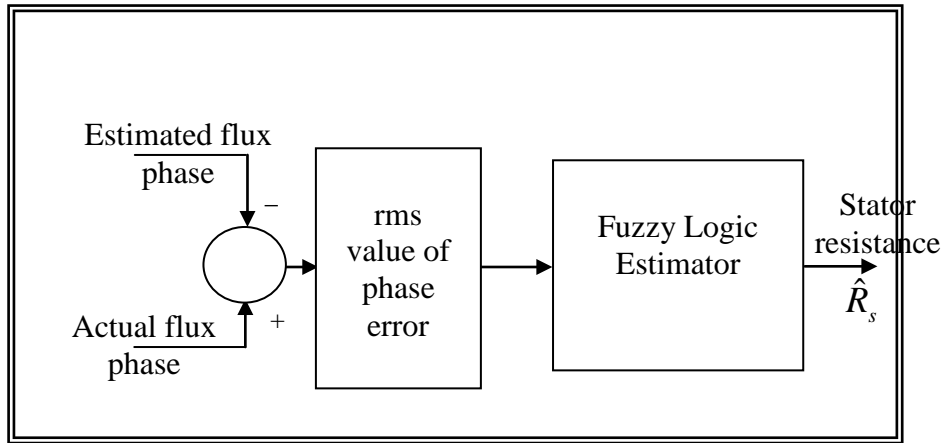 Estimated flux
phase
−
Actual flux
phase
+
rms
value of
phase
error
Fuzzy Logic
Estimator
Stator
resistance
R̂ₛ